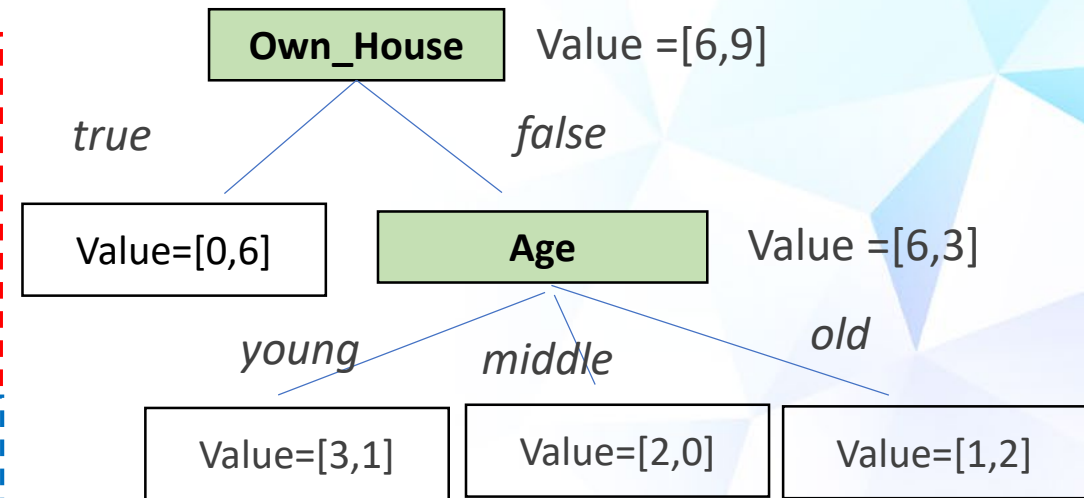 Own_House
Value =[6,9]
true
false
Value=[0,6]
Age
Value =[6,3]
young
middle
old
Value=[3,1]
Value=[2,0]
Value=[1,2]